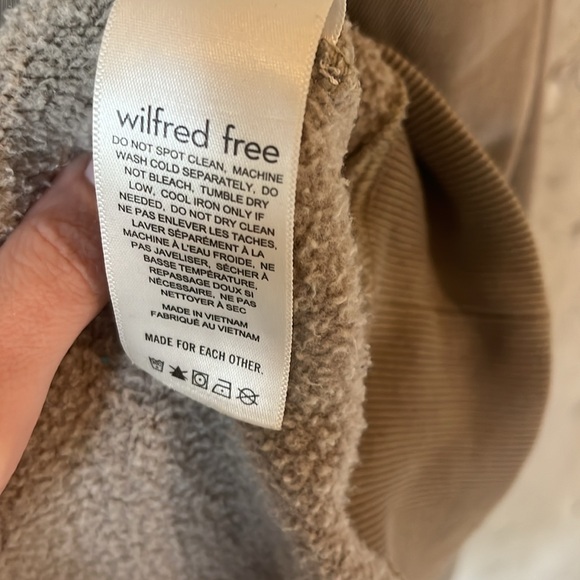 wilfred free
DO NOT SPOT CLEAN, MACHINE
WASH COLD SEPARATELY, DO
NOT BLEACH, TUMBLE DRY
LOW, COOL IRON ONLY IF
NEEDED, DO NOT DRY CLEAN
NE PAS ENLEVER LES TACHES,
LAVER SÉPARÉMENT À LA
MACHINE À L'EAU FROIDE, NE
PAS JAVELISER, SÉCHER À
BASSE TEMPÉRATURE,
REPASSAGE DOUX SI
NÉCESSAIRE, NE PAS
NETTOYER À SEC
MADE IN VIETNAM
FABRIQUÉ AU VIETNAM
MADE FOR EACH OTHER.